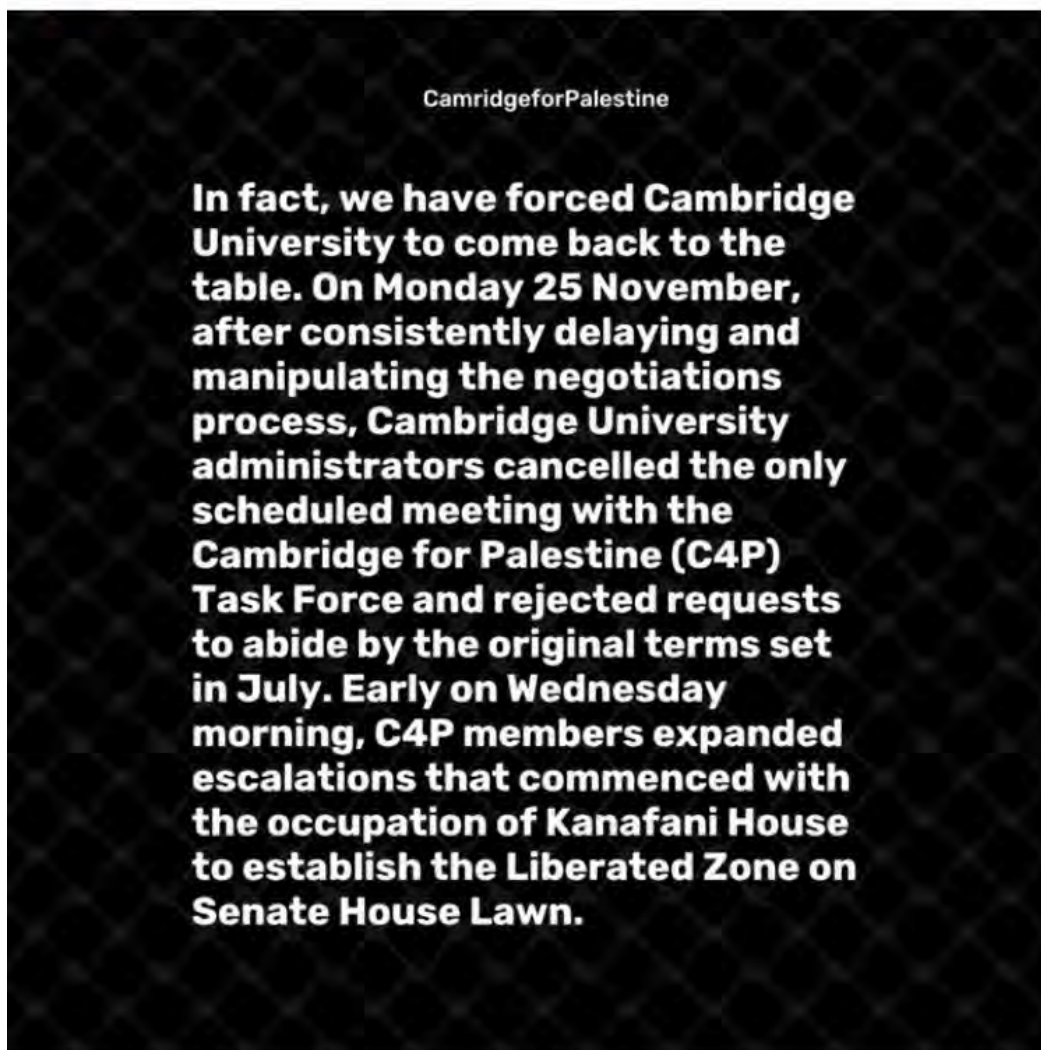 CamridgeforPalestine
In fact, we have forced Cambridge
University to come back to the
table. On Monday 25 November,
after consistently delaying and
manipulating the negotiations
process, Cambridge University
administrators cancelled the only
scheduled meeting with the
Cambridge for Palestine (C4P)
Task Force and rejected requests
to abide by the original terms set
in July. Early on Wednesday
morning, C4P members expanded
escalations that commenced with
the occupation of Kanafani House
to establish the Liberated Zone on
Senate House Lawn.